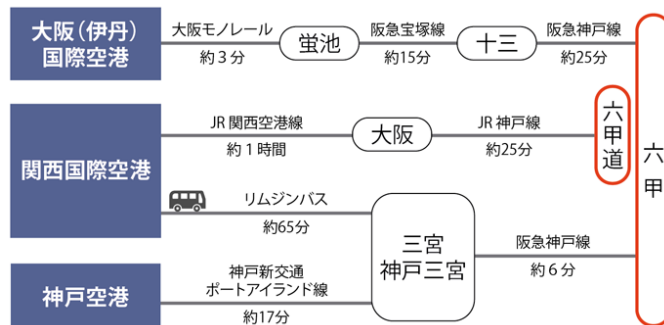 大阪(伊丹)
国際空港
大阪モノレール
約3分
蛍池
阪急宝塚線
約15分
十三
阪急神戸線
約25分
関西国際空港
JR関西空港線
約1時間
大阪
JR神戸線
約25分
六甲道
六甲
リムジンバス
約65分
三宮
神戸三宮
阪急神戸線
約6分
神戸空港
神戸新交通
ポートアイランド線
約17分